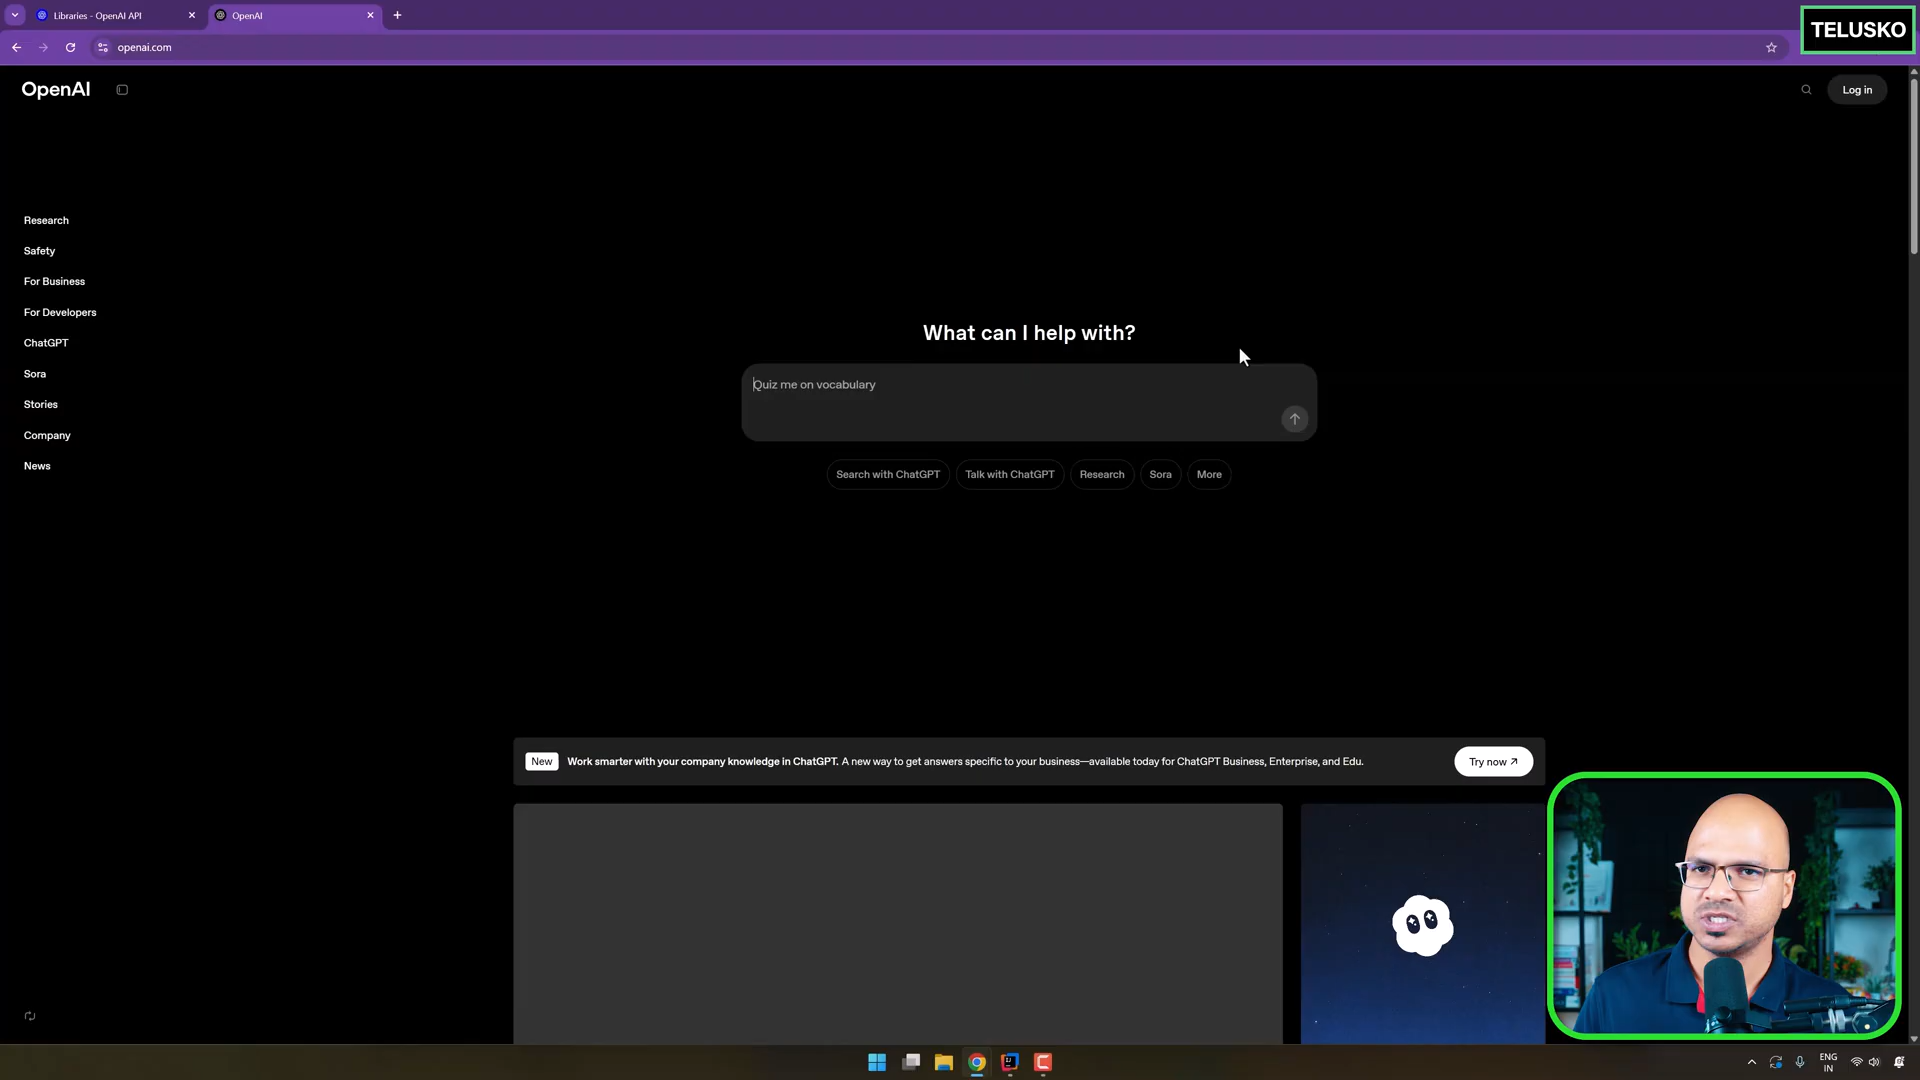 Libraries - OpenAI API
OpenAI
openai.com
TELUSKO
OpenAI
Log in
Research
Safety
For Business
For Developers
ChatGPT
Sora
Stories
Company
News
What can I help with?
Quiz me on vocabulary
Search with ChatGPT
Talk with ChatGPT
Research
Sora
More
New
Work smarter with your company knowledge in ChatGPT. A new way to get answers specific to your business—available today for ChatGPT Business, Enterprise, and Edu.
Try now ↗
ENG
IN